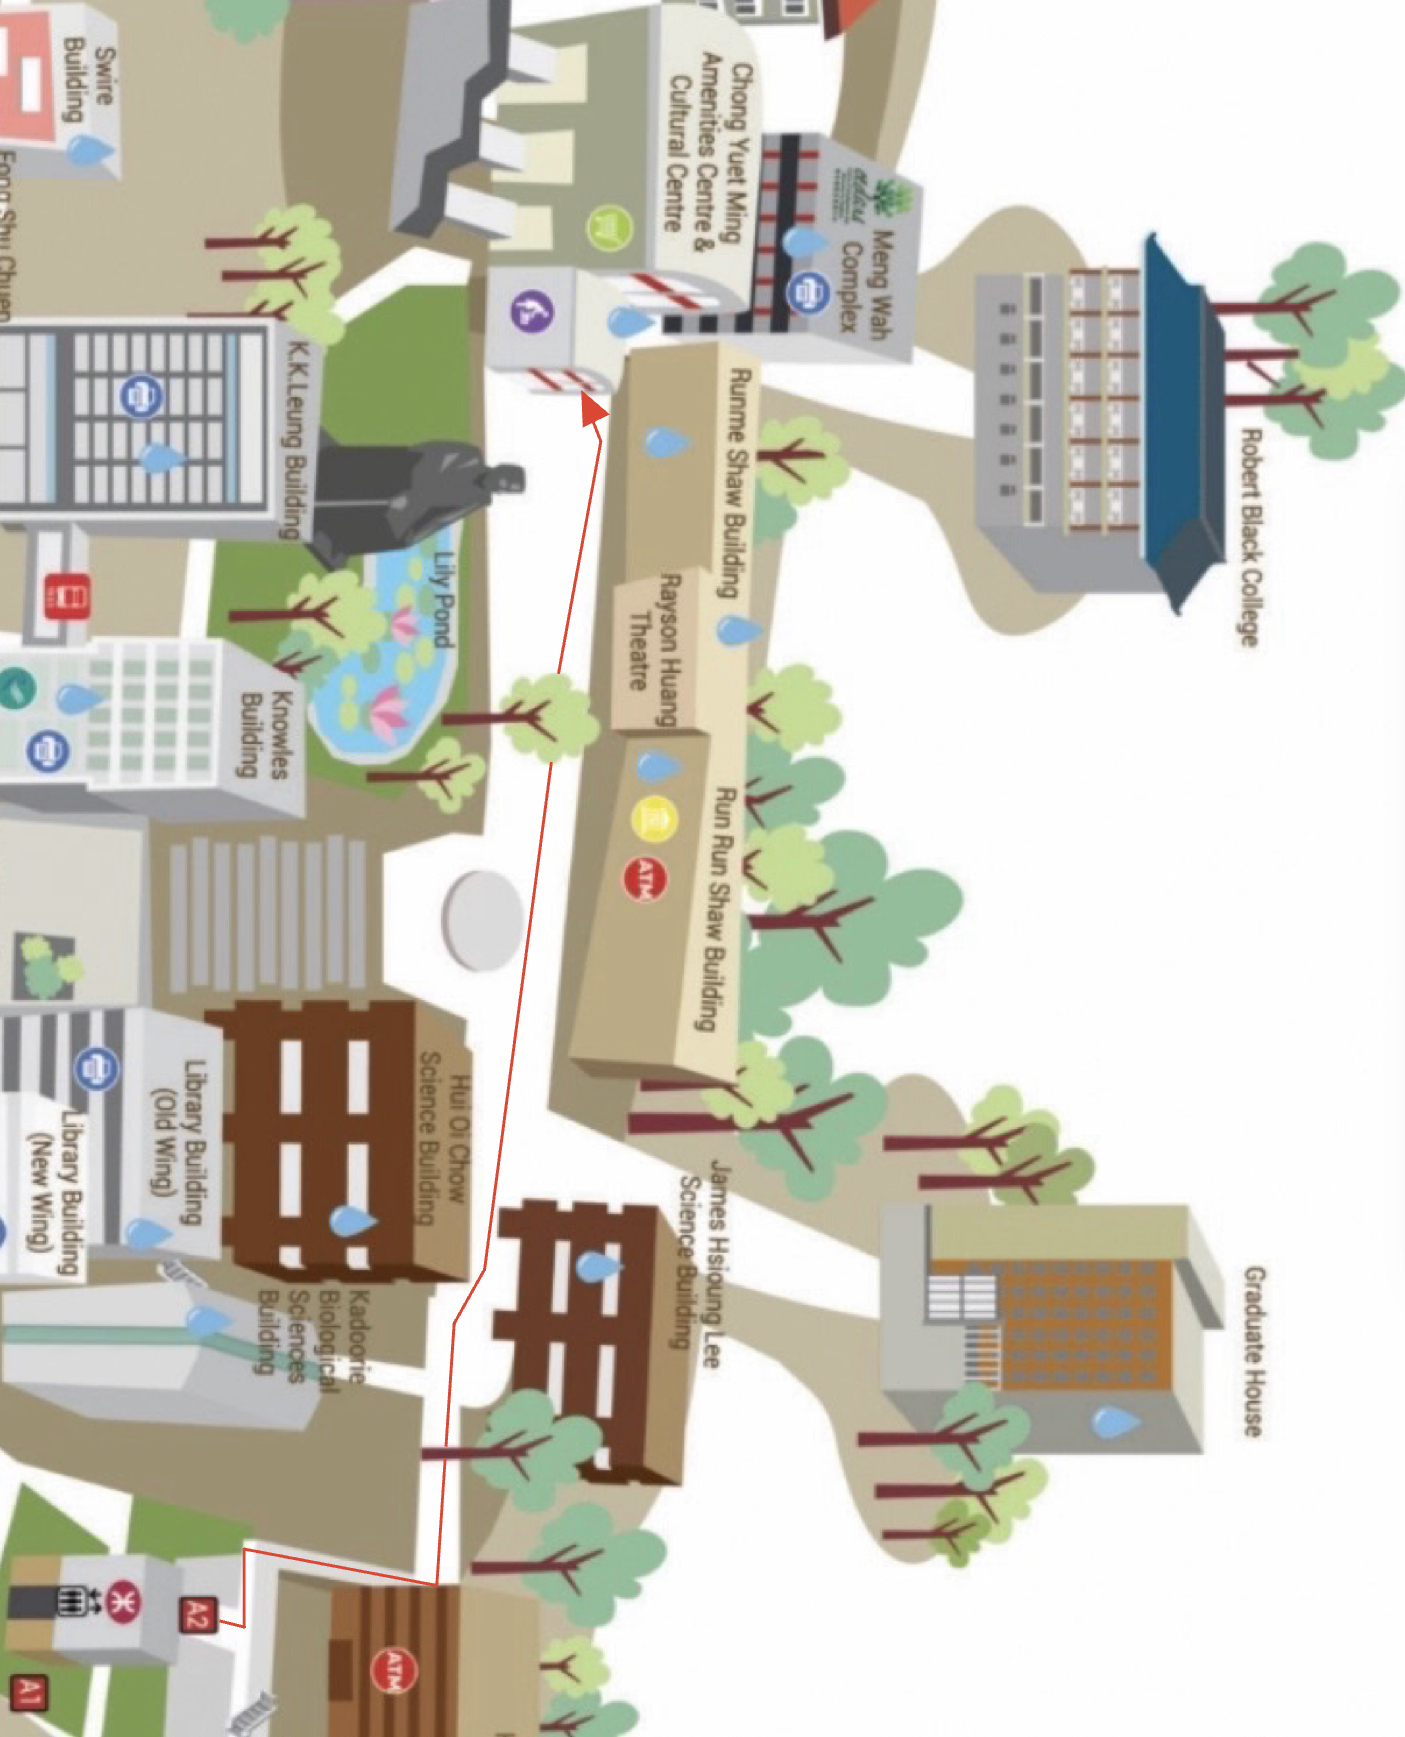 Robert Black College
Graduate House
Meng Wah
Complex
Chong Yuet Ming
Amenities Centre &
Cultural Centre
Runme Shaw Building
Rayson Huang
Theatre
Run Run Shaw Building
ATM
James Hsioung Lee
Science Building
Lily Pond
Hui Oi Chow
Science Building
ATM
K.K.Leung Building
Knowles
Building
Kadoorie
Biological
Sciences
Building
Library Building
(Old Wing)
A2
Swire
Building
Library Building
(New Wing)
A1
Fong Shu Chuen